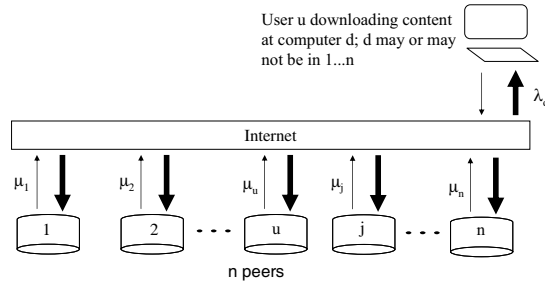 User u downloading content
at computer d; d may or may
not be in 1...n
Internet
μ1 μ2 μu μj μn
1 2 u j n
n peers